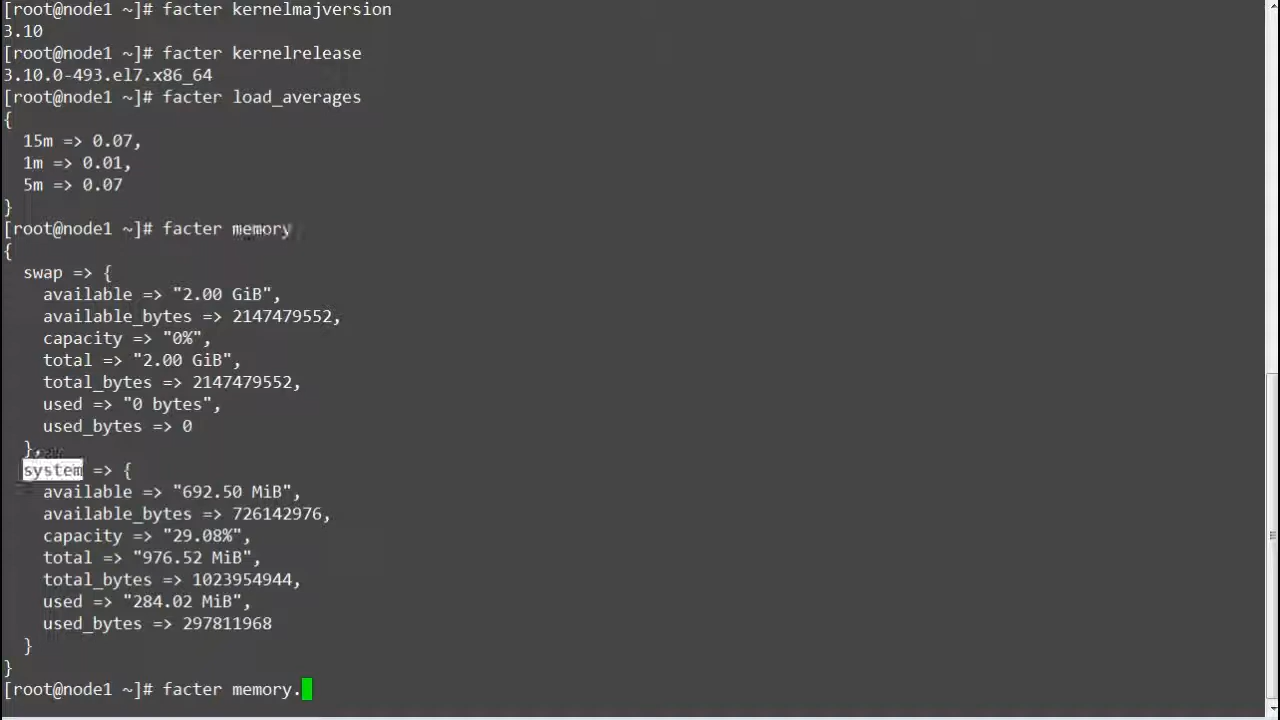 [root@node1 ~]# facter kernelmajversion
3.10
[root@node1 ~]# facter kernelrelease
3.10.0-493.el7.x86_64
[root@node1 ~]# facter load_averages
{
  15m => 0.07,
  1m => 0.01,
  5m => 0.07
}
[root@node1 ~]# facter memory
{
  swap => {
    available => "2.00 GiB",
    available_bytes => 2147479552,
    capacity => "0%",
    total => "2.00 GiB",
    total_bytes => 2147479552,
    used => "0 bytes",
    used_bytes => 0
  },
  system => {
    available => "692.50 MiB",
    available_bytes => 726142976,
    capacity => "29.08%",
    total => "976.52 MiB",
    total_bytes => 1023954944,
    used => "284.02 MiB",
    used_bytes => 297811968
  }
}
[root@node1 ~]# facter memory.